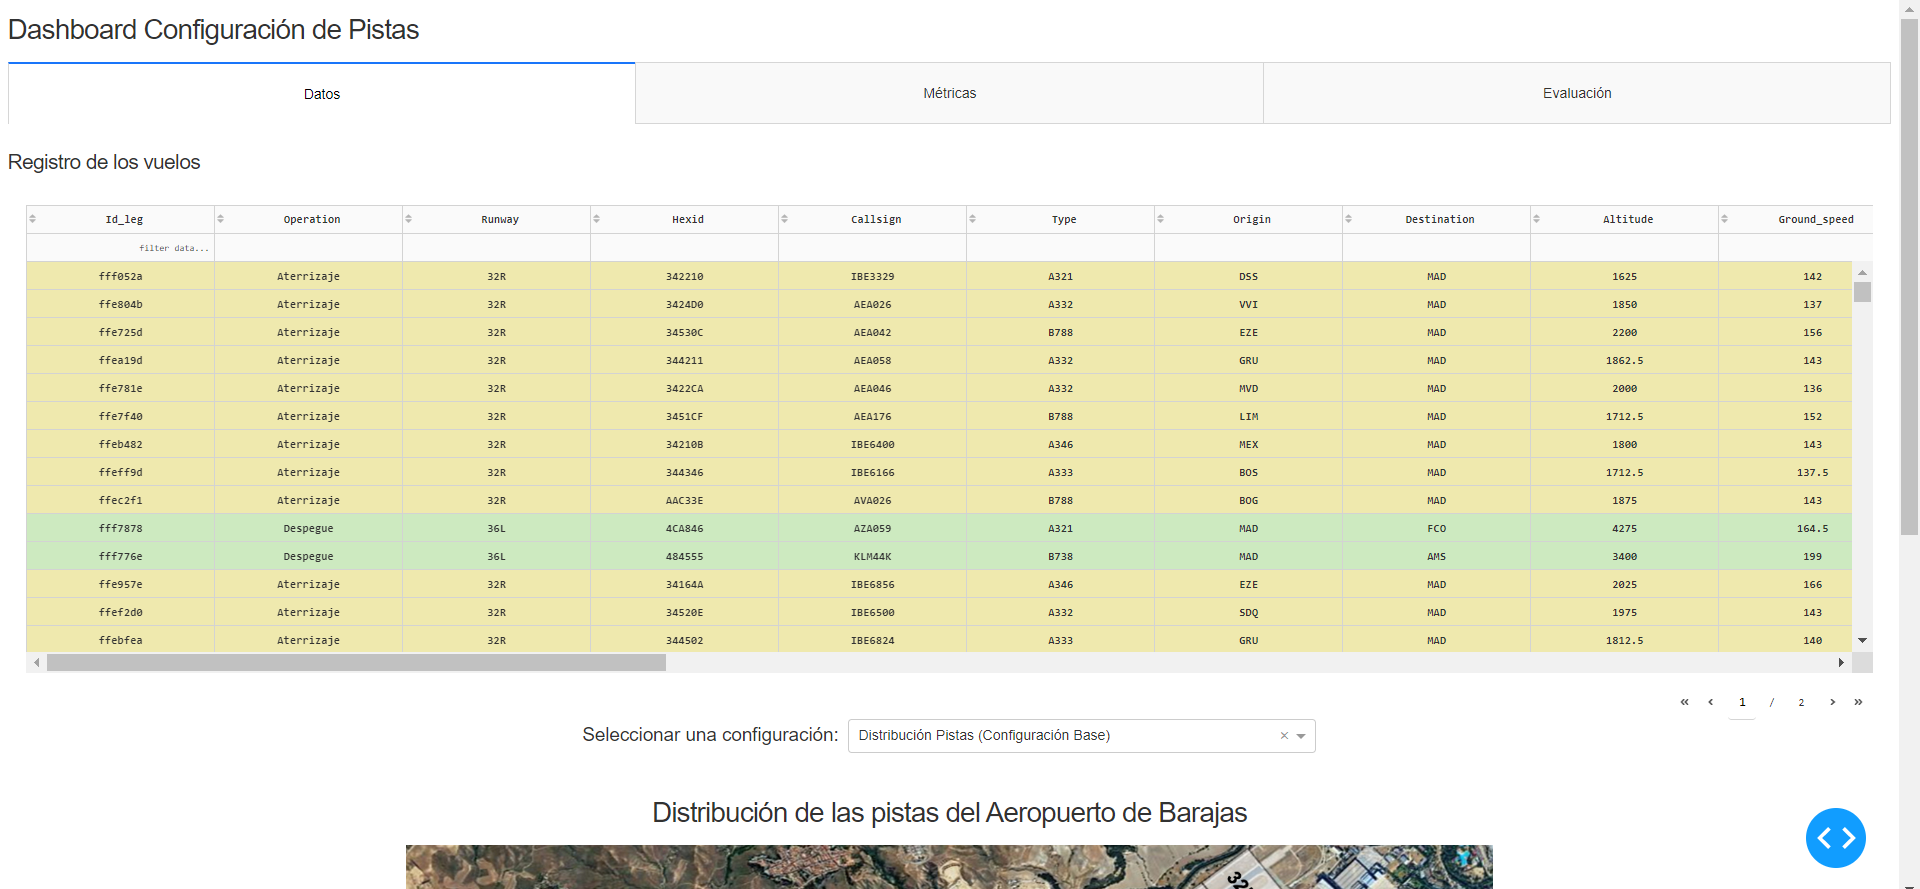 Dashboard Configuración de Pistas
Datos Métricas Evaluación
Registro de los vuelos
Id_leg Operation Runway Hexid Callsign Type Origin Destination Altitude Ground_speed
filter data...
fff052a Aterrizaje 32R 342210 IBE3329 A321 DSS MAD 1625 142
ffe804b Aterrizaje 32R 3424D0 AEA026 A332 VVI MAD 1850 137
ffe725d Aterrizaje 32R 34530C AEA042 B788 EZE MAD 2200 156
ffea19d Aterrizaje 32R 344211 AEA058 A332 GRU MAD 1862.5 143
ffe781e Aterrizaje 32R 3422CA AEA046 A332 MVD MAD 2000 136
ffe7f40 Aterrizaje 32R 3451CF AEA176 B788 LIM MAD 1712.5 152
ffeb482 Aterrizaje 32R 34210B IBE6400 A346 MEX MAD 1800 143
ffeff9d Aterrizaje 32R 344346 IBE6166 A333 BOS MAD 1712.5 137.5
ffec2f1 Aterrizaje 32R AAC33E AVA026 B788 BOG MAD 1875 143
fff7878 Despegue 36L 4CA846 AZA059 A321 MAD FCO 4275 164.5
fff776e Despegue 36L 484555 KLM44K B738 MAD AMS 3400 199
ffe957e Aterrizaje 32R 34164A IBE6856 A346 EZE MAD 2025 166
ffef2d0 Aterrizaje 32R 34520E IBE6500 A332 SDQ MAD 1975 143
ffebfea Aterrizaje 32R 344502 IBE6824 A333 GRU MAD 1812.5 140
« ‹ 1 / 2 › »
Seleccionar una configuración: Distribución Pistas (Configuración Base) ×
Distribución de las pistas del Aeropuerto de Barajas